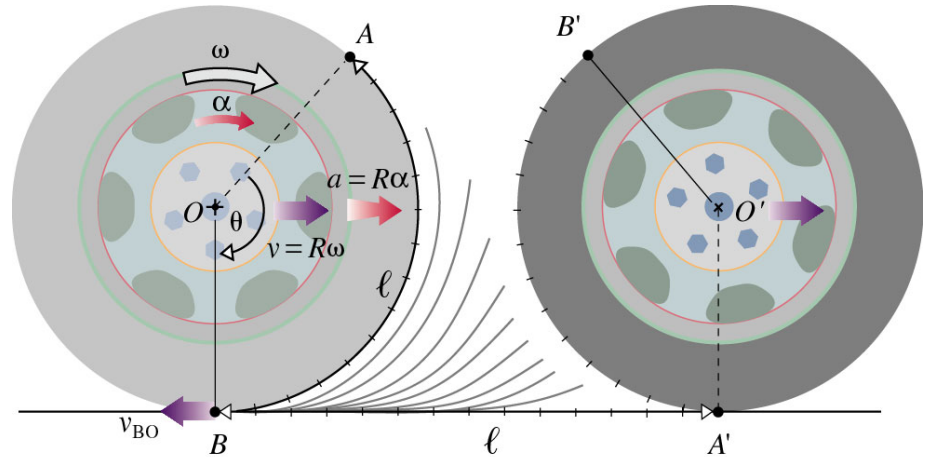 A
B'
ω
α
a = Rα
O
θ
O'
v = Rω
ℓ
v_BO
B
ℓ
A'